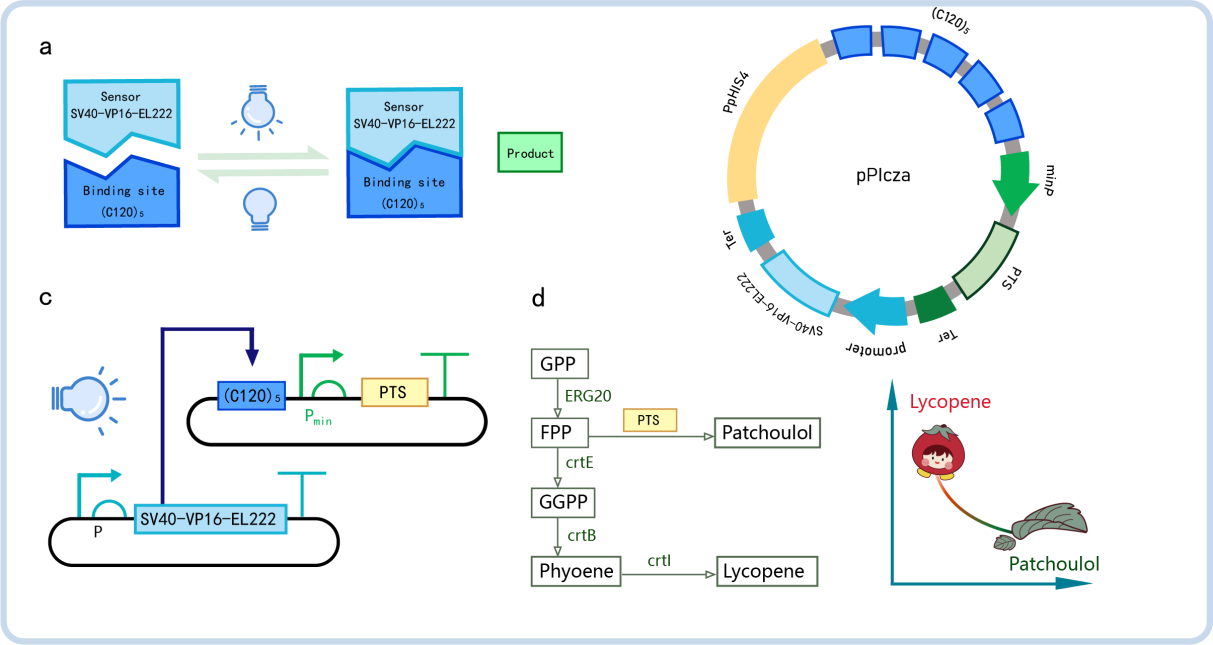 a
Sensor
SV40-VP16-EL222
Binding site
(C120)₅
Sensor
SV40-VP16-EL222
Binding site
(C120)₅
Product
(C120)₅
PpHIS4
minP
pPIcza
PTS
Ter
promoter
SV40-VP16-EL222
Ter
c
(C120)₅
Pmin
PTS
P
SV40-VP16-EL222
d
GPP
ERG20
FPP
PTS
Patchoulol
crtE
GGPP
crtB
Phyoene
crtI
Lycopene
Lycopene
Patchoulol